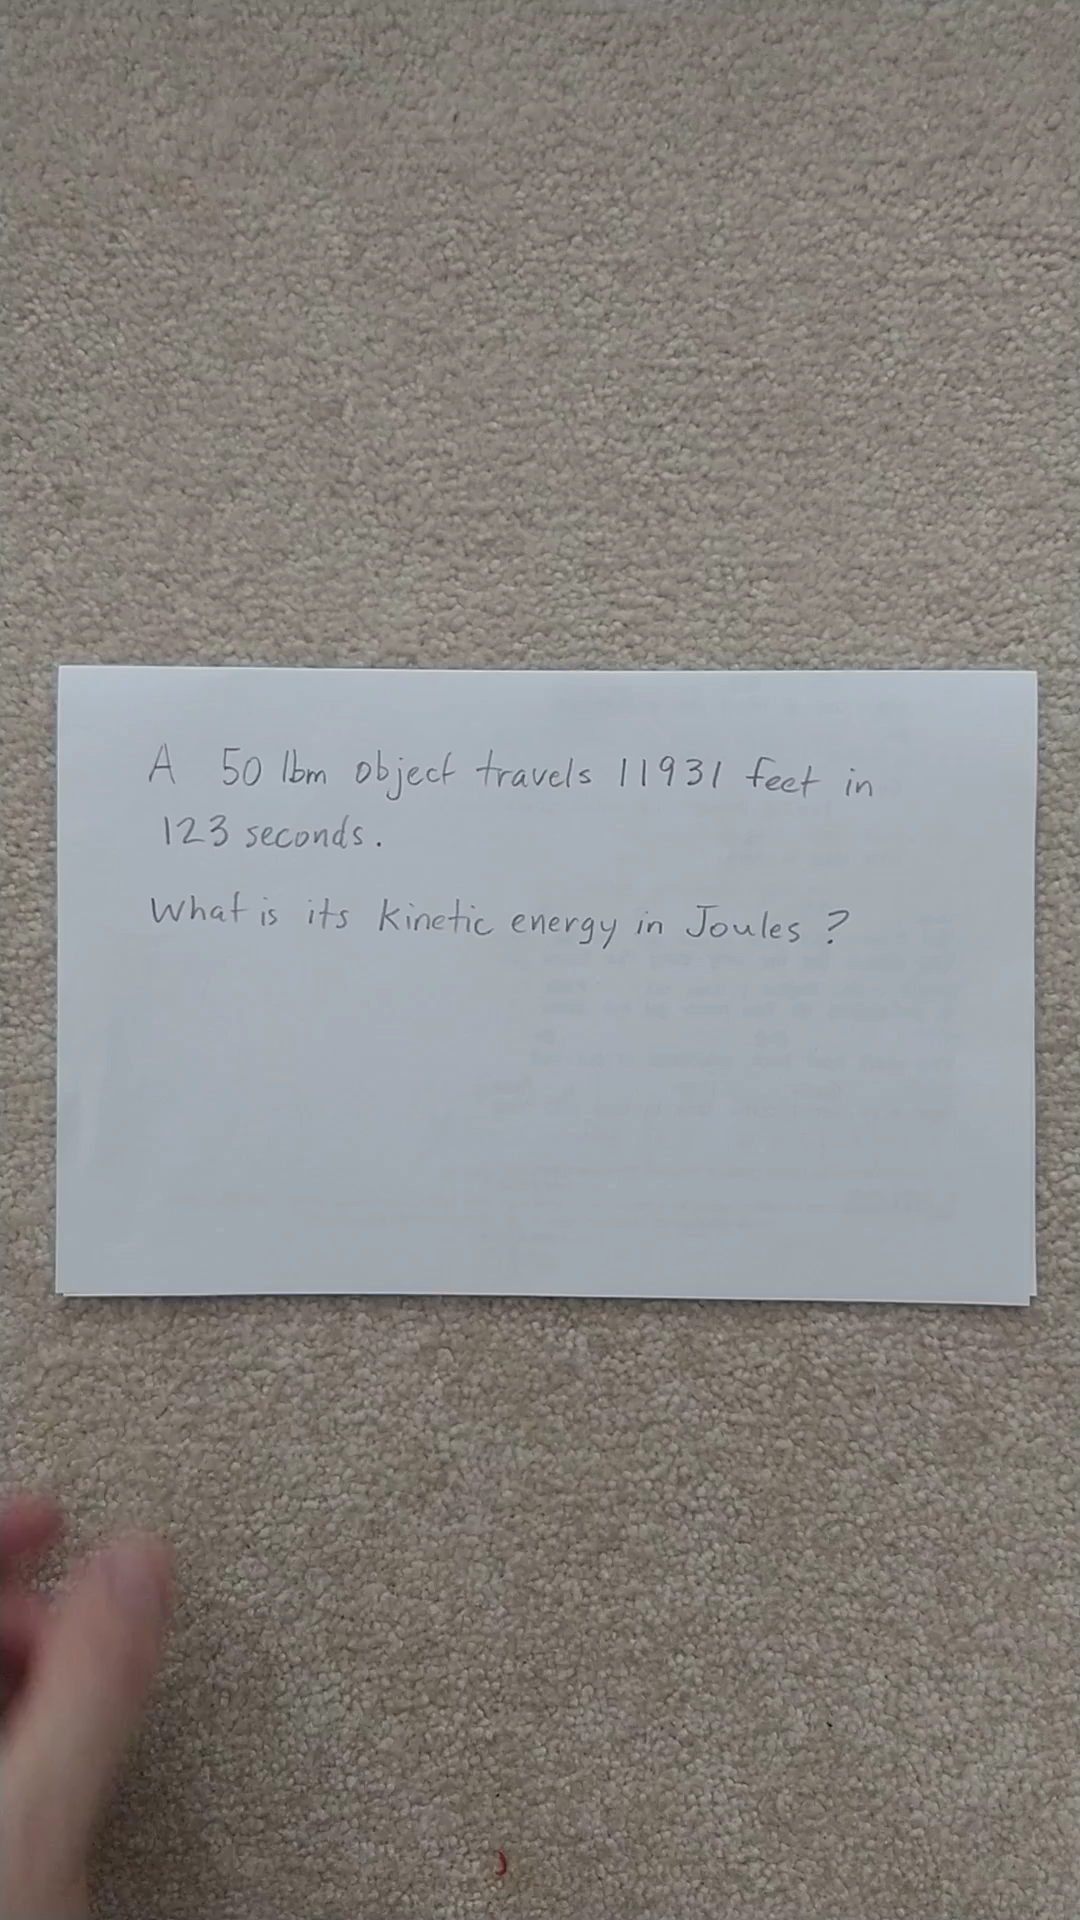 A 50 lbm object travels 11931 feet in
123 seconds.
What is its kinetic energy in Joules ?